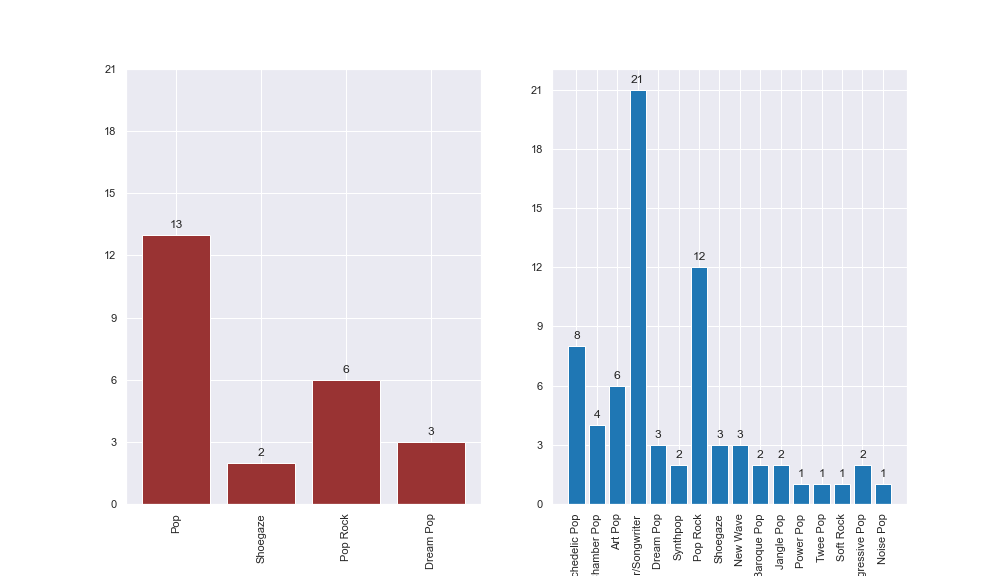 21
18
15
12
9
6
3
0
13
2
6
3
Pop
Shoegaze
Pop Rock
Dream Pop
21
18
15
12
9
6
3
0
8
4
6
21
3
2
12
3
3
2
2
1
1
1
2
1
chedelic Pop
hamber Pop
Art Pop
r/Songwriter
Dream Pop
Synthpop
Pop Rock
Shoegaze
New Wave
Baroque Pop
Jangle Pop
Power Pop
Twee Pop
Soft Rock
gressive Pop
Noise Pop